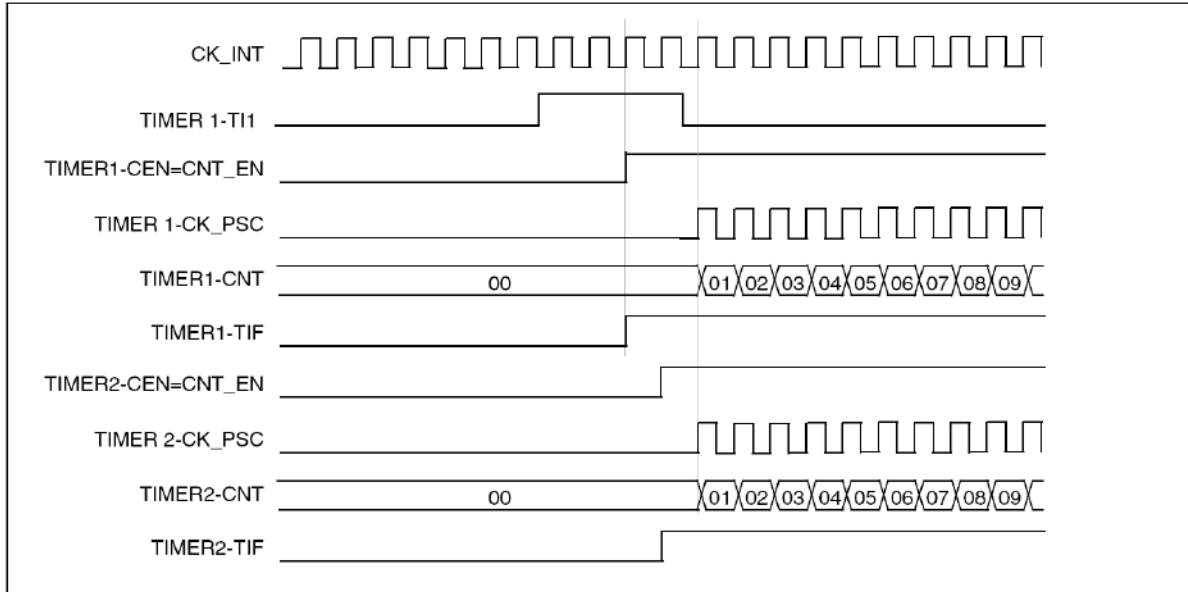 CK_INT
TIMER 1-TI1
TIMER1-CEN=CNT_EN
TIMER 1-CK_PSC
TIMER1-CNT 00 01 02 03 04 05 06 07 08 09
TIMER1-TIF
TIMER2-CEN=CNT_EN
TIMER 2-CK_PSC
TIMER2-CNT 00 01 02 03 04 05 06 07 08 09
TIMER2-TIF